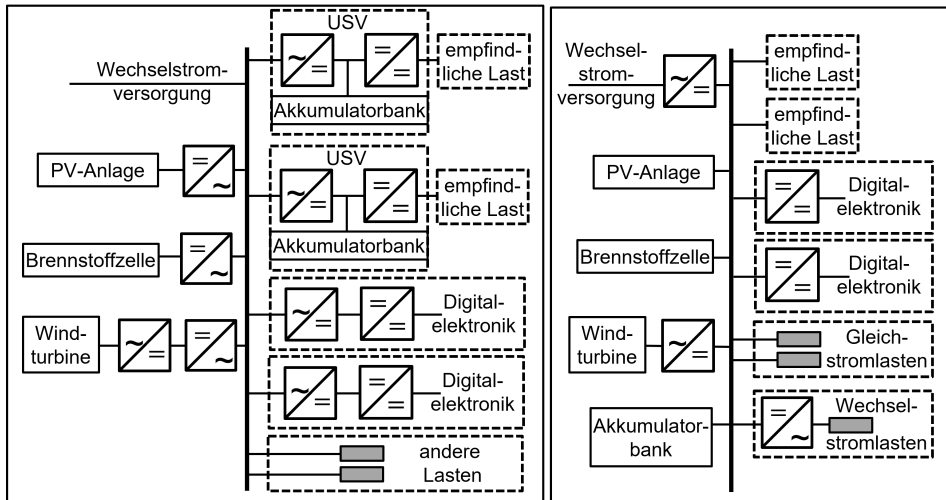 Wechselstrom-
versorgung
PV-Anlage
=
~
Brennstoffzelle
=
~
Wind-
turbine
~
=
=
~
USV
~
=
=
=
Akkumulatorbank
empfind-
liche Last
USV
~
=
=
=
Akkumulatorbank
empfind-
liche Last
~
=
=
=
Digital-
elektronik
~
=
=
=
Digital-
elektronik
andere
Lasten
Wechsel-
strom-
versorgung
~
=
PV-Anlage
Brennstoffzelle
Wind-
turbine
~
=
Akkumulator-
bank
empfind-
liche Last
empfind-
liche Last
=
=
Digital-
elektronik
=
=
Digital-
elektronik
Gleich-
stromlasten
=
~
Wechsel-
stromlasten